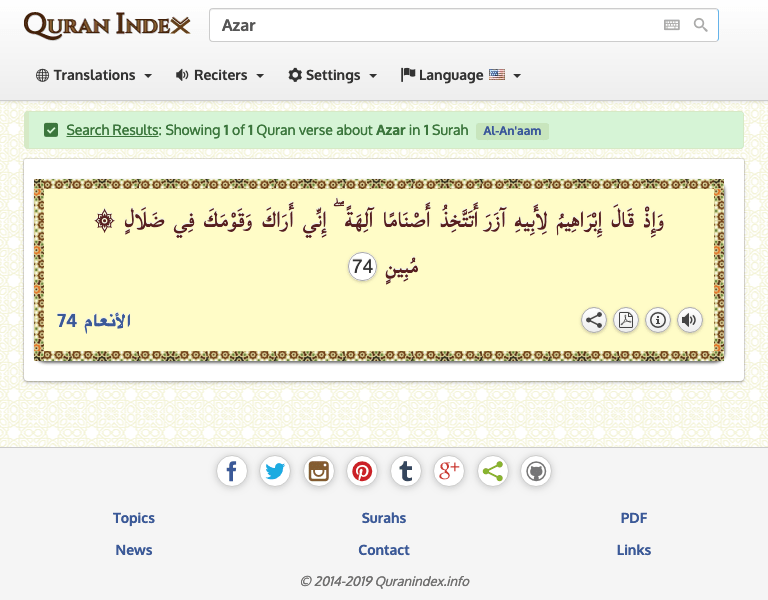 QURAN INDEX
Azar
Translations Reciters Settings Language
Search Results: Showing 1 of 1 Quran verse about Azar in 1 Surah Al-An'aam
۞ وَإِذْ قَالَ إِبْرَاهِيمُ لِأَبِيهِ آزَرَ أَتَتَّخِذُ أَصْنَامًا آلِهَةً ۖ إِنِّي أَرَاكَ وَقَوْمَكَ فِي ضَلَالٍ
مُبِينٍ 74
الأنعام 74
f t g+
Topics Surahs PDF
News Contact Links
© 2014-2019 Quranindex.info